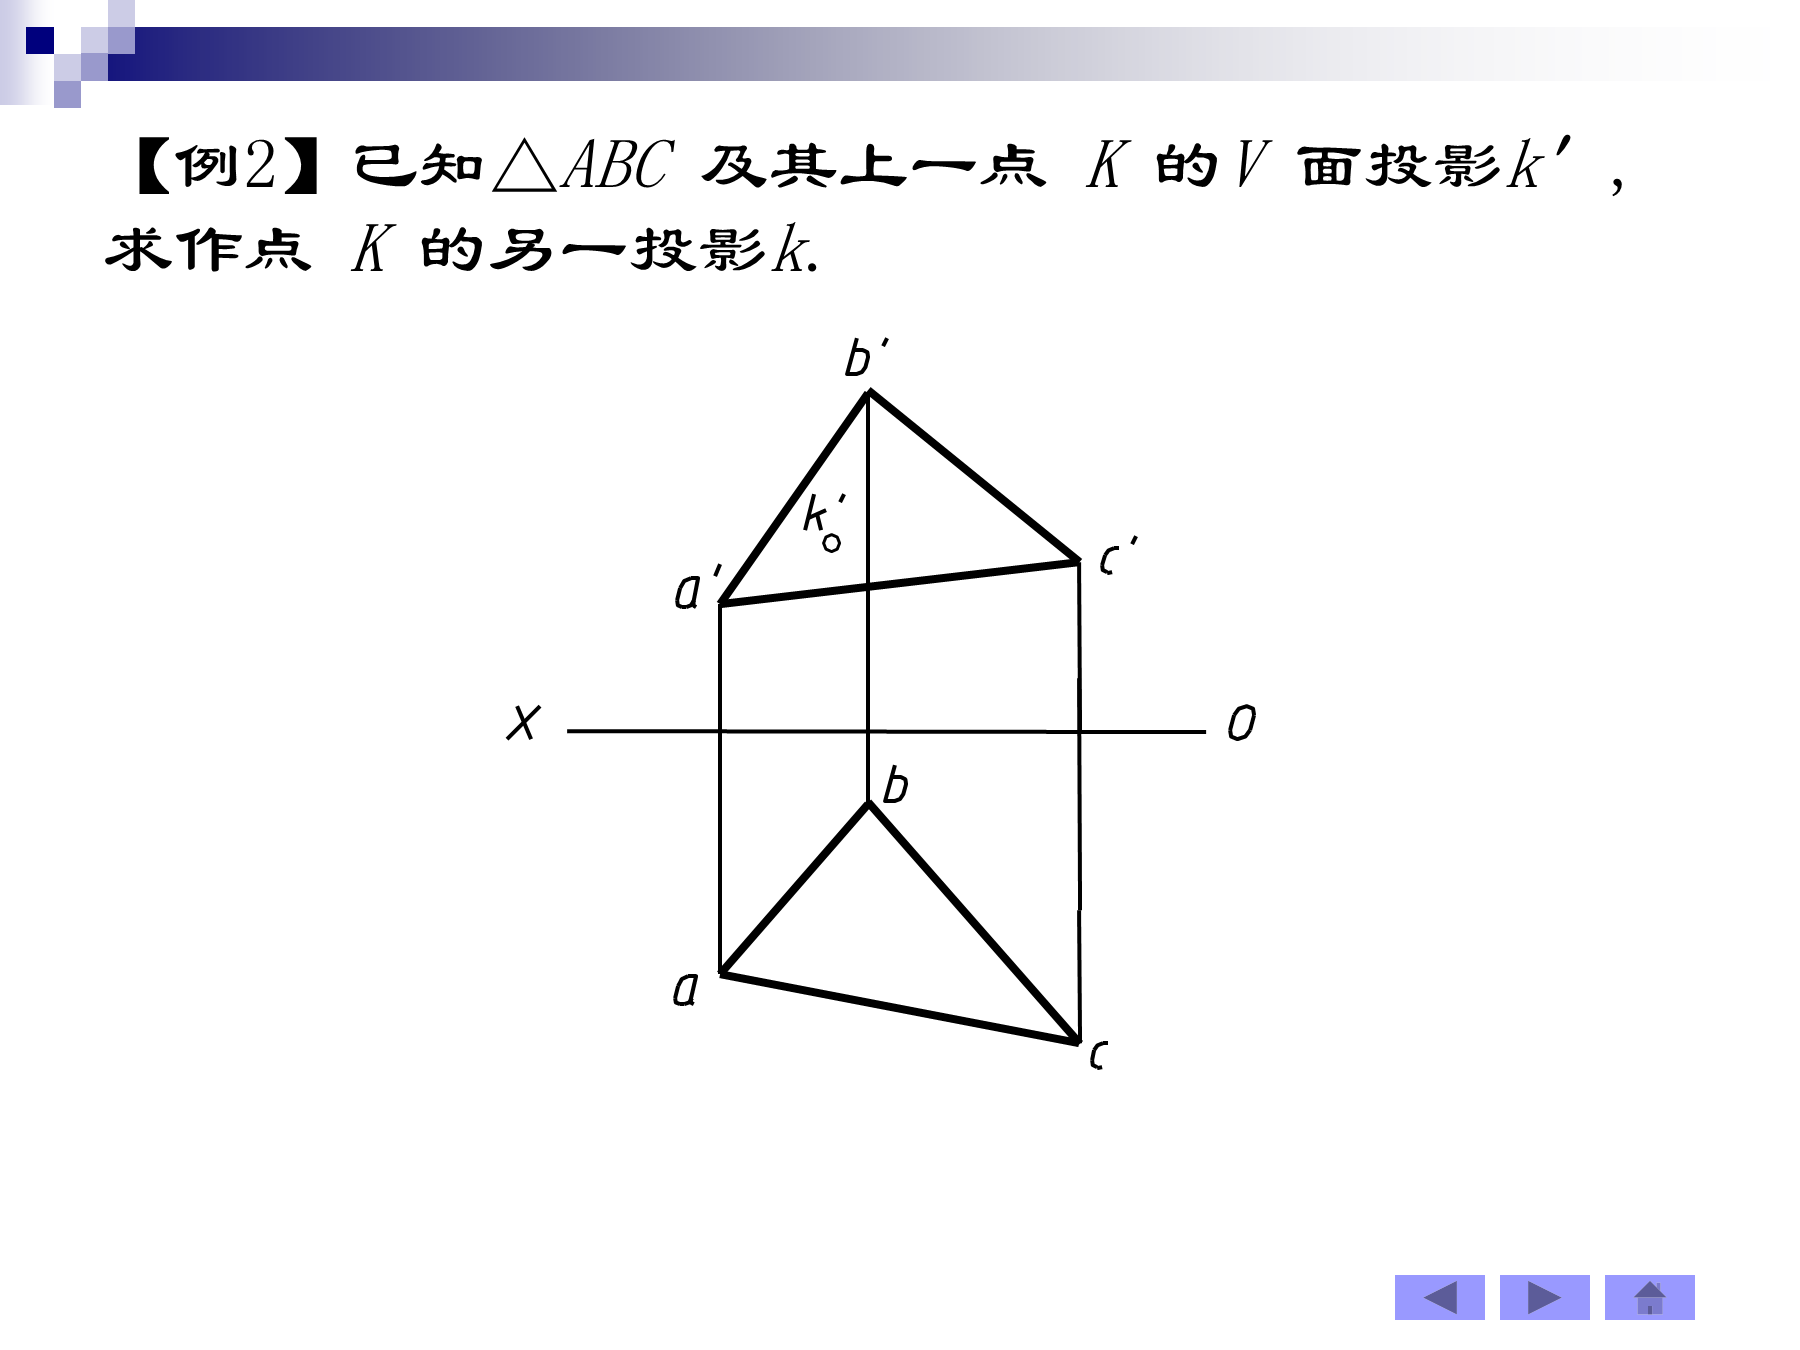 【例2】已知△ABC 及其上一点 K 的V 面投影k′,
求作点 K 的另一投影k.
b′
k′
c′
a′
X
O
b
a
c